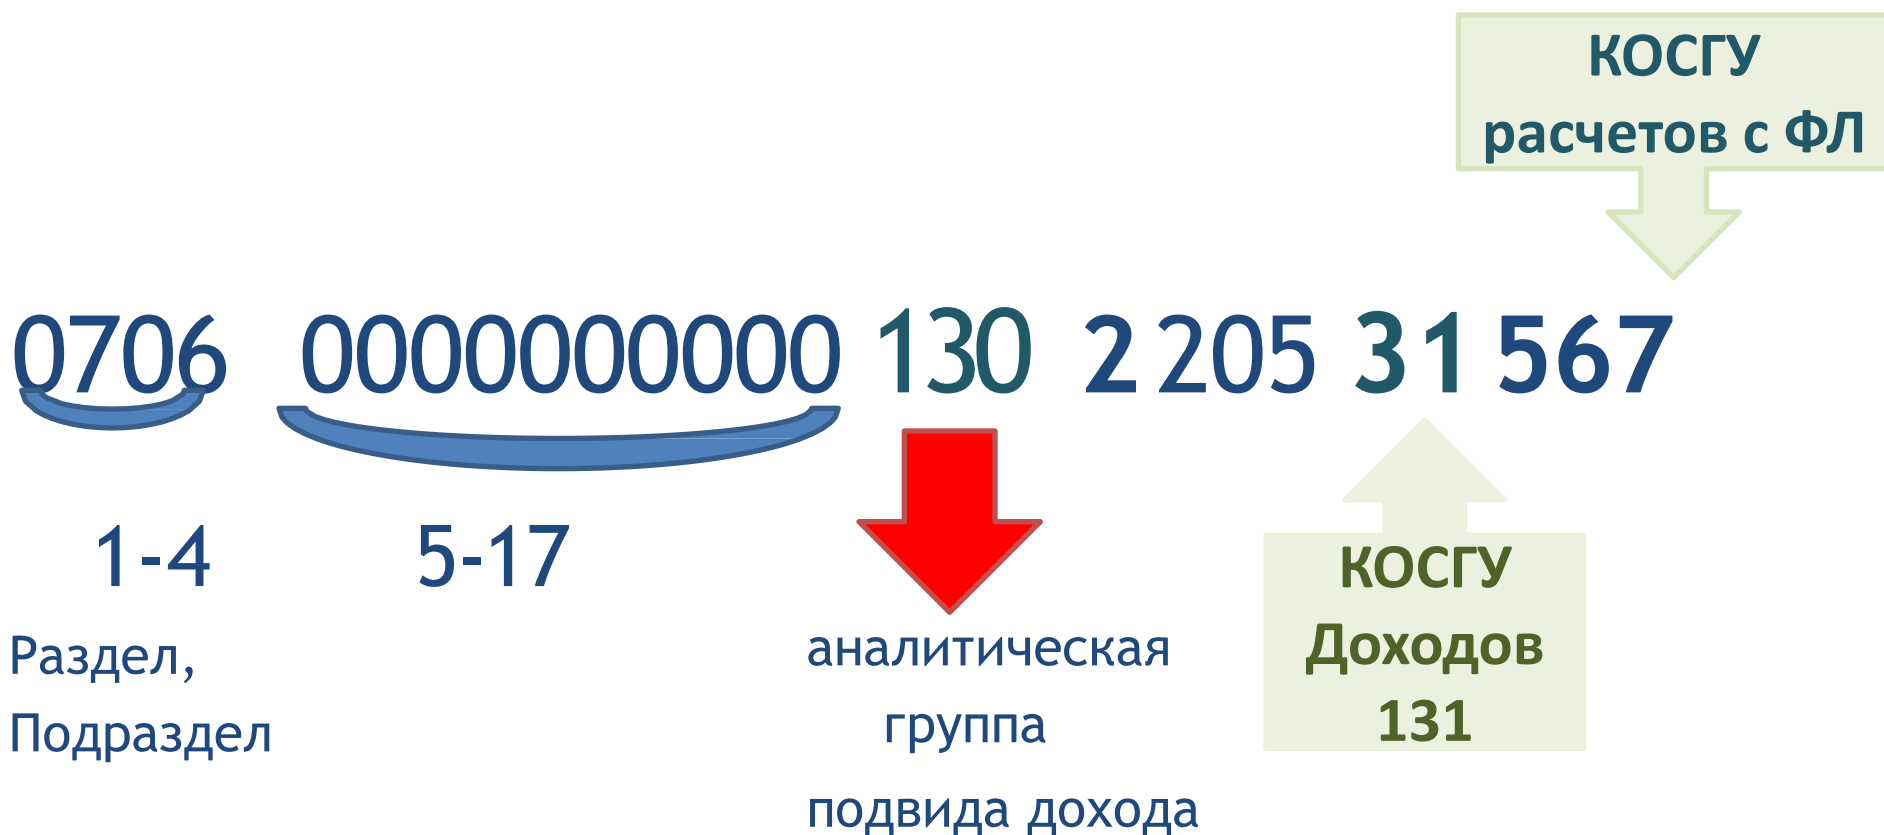 КОСГУ
расчетов с ФЛ
0706 0000000000 130 2 205 31 567
1-4 5-17
Раздел,
Подраздел
аналитическая
группа
подвида дохода
КОСГУ
Доходов
131